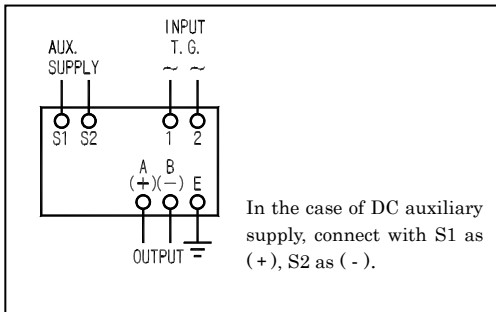 INPUT
AUX. T. G.
SUPPLY ~ ~
S1 S2 1 2
A B
(+) (−) E
OUTPUT
In the case of DC auxiliary
supply, connect with S1 as
(+), S2 as ( - ).